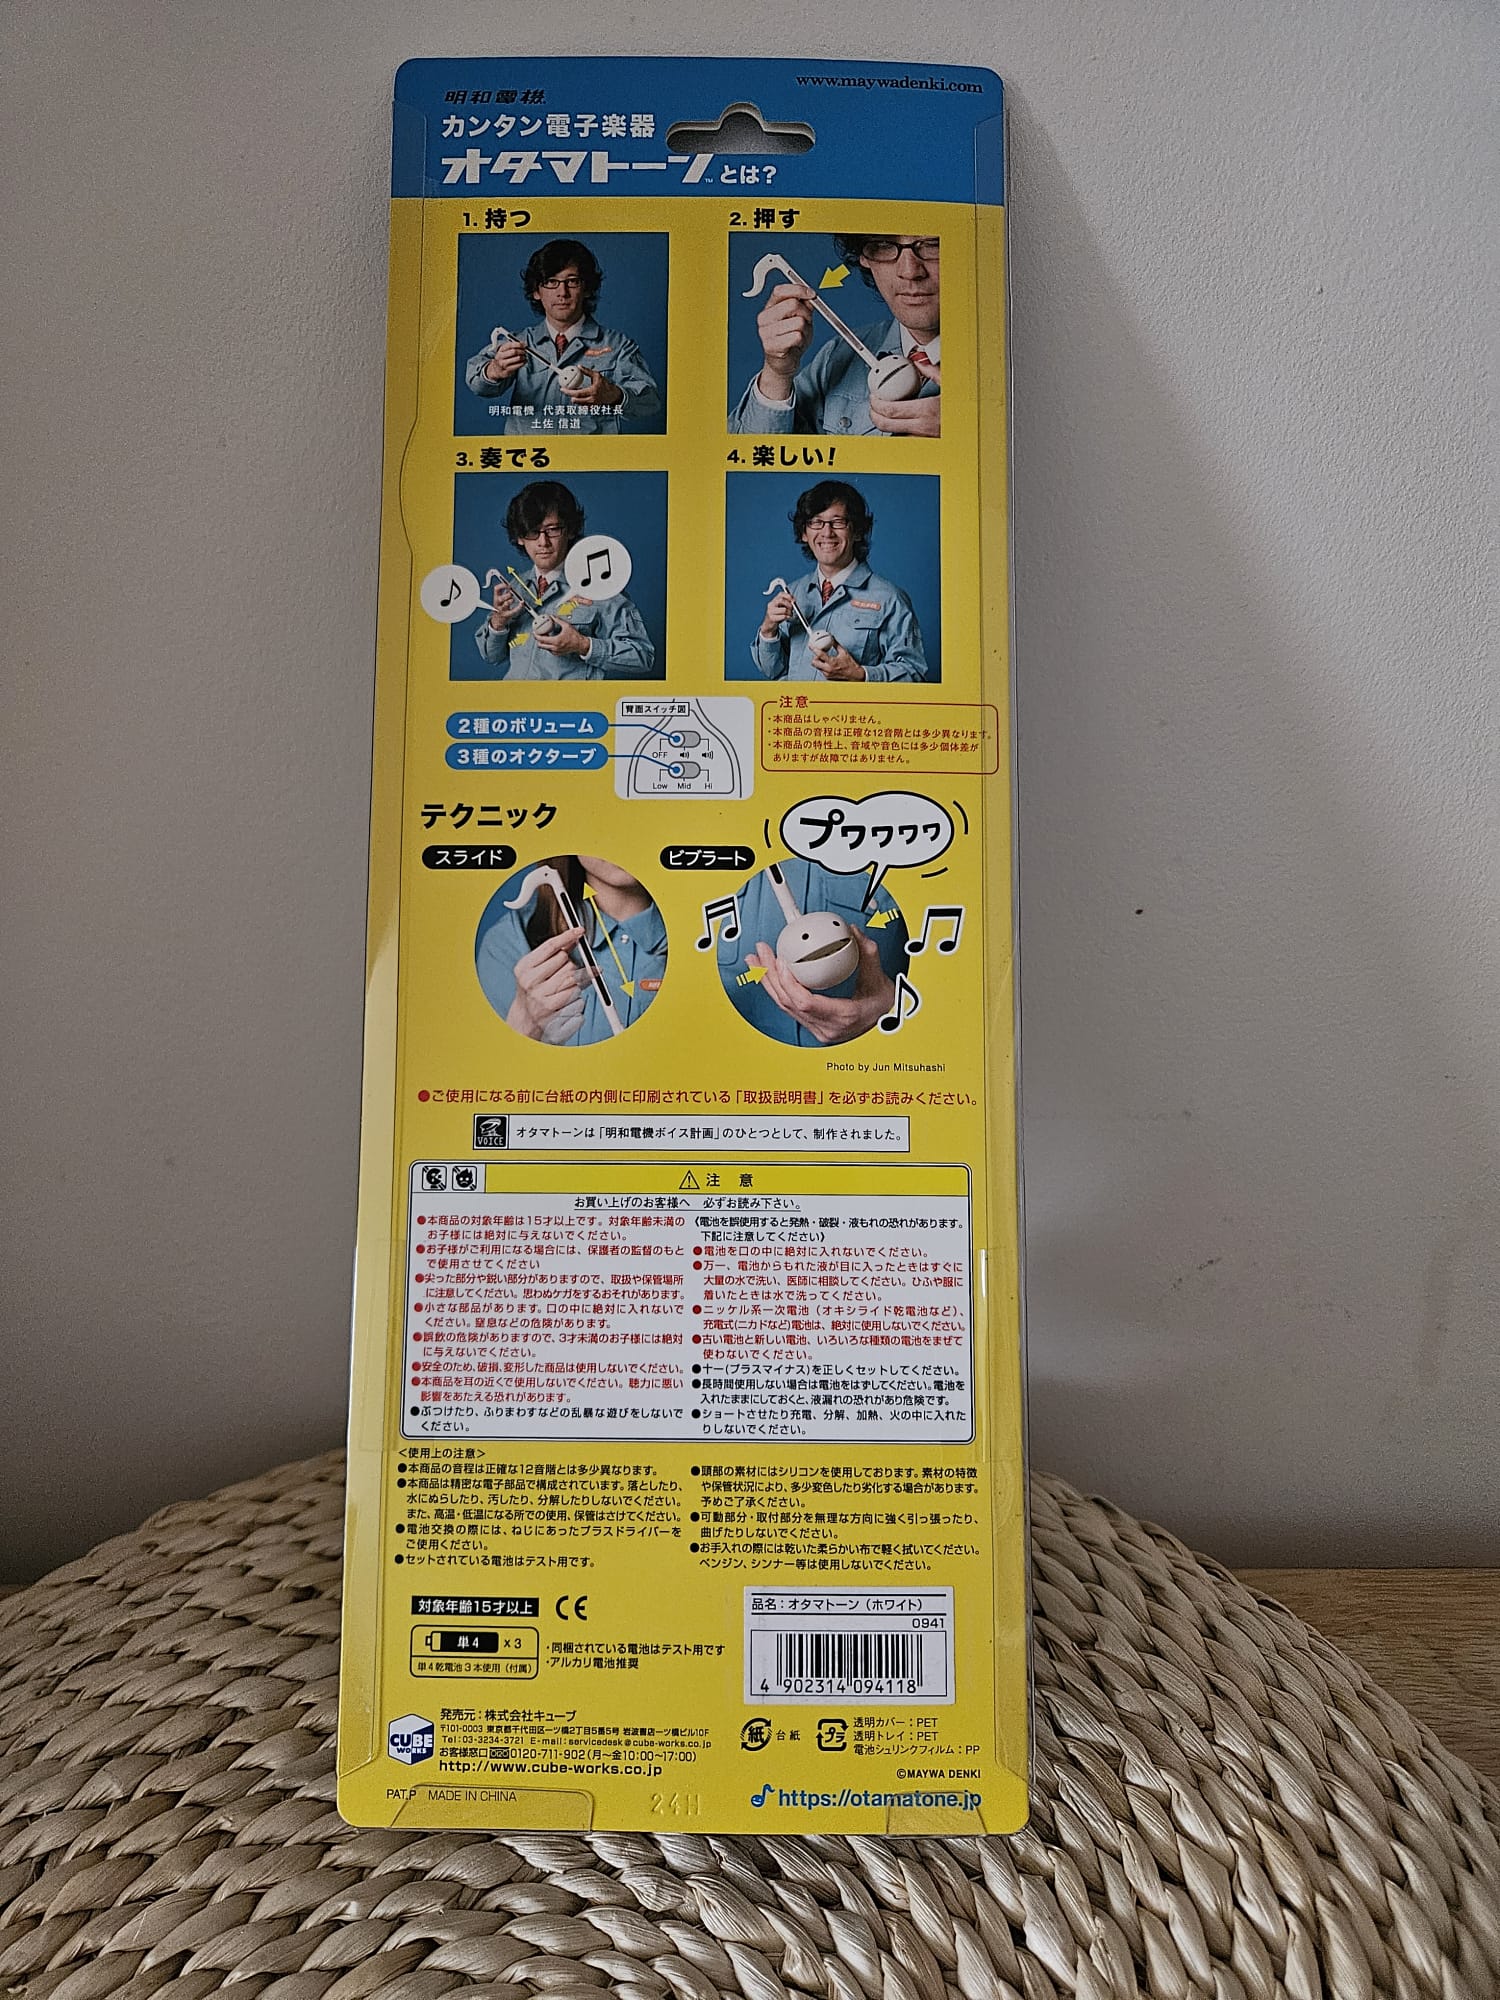 www.maywadenki.com
明和電機
カンタン電子楽器
オタマトーン™とは?
1. 持つ
2. 押す
明和電機 代表取締役社長
土佐 信道
3. 奏でる
4. 楽しい!
2種のボリューム
3種のオクターブ
背面スイッチ図
OFF
Low Mid Hi
注意
・本商品はしゃべりません。
・本商品の音程は正確な12音階とは多少異なります。
・本商品の特性上、音域や音色には多少個体差が
ありますが故障ではありません。
テクニック
スライド
ビブラート
プワワワワ
Photo by Jun Mitsuhashi
●ご使用になる前に台紙の内側に印刷されている「取扱説明書」を必ずお読みください。
VOICE
オタマトーンは「明和電機ボイス計画」のひとつとして、制作されました。
注 意
お買い上げのお客様へ 必ずお読み下さい。
●本商品の対象年齢は15才以上です。対象年齢未満の
お子様には絶対に与えないでください。
●お子様がご利用になる場合には、保護者の監督のもと
で使用させてください
●尖った部分や鋭い部分がありますので、取扱や保管場所
に注意してください。思わぬケガをするおそれがあります。
●小さな部品があります。口の中に絶対に入れないで
ください。窒息などの危険があります。
●誤飲の危険がありますので、3才未満のお子様には絶対
に与えないでください。
●安全のため、破損、変形した商品は使用しないでください。
●本商品を耳の近くで使用しないでください。聴力に悪い
影響をあたえる恐れがあります。
●ぶつけたり、ふりまわすなどの乱暴な遊びをしないで
ください。
《電池を誤使用すると発熱・破裂・液もれの恐れがあります。
下記に注意してください》
●電池を口の中に絶対に入れないでください。
●万一、電池からもれた液が目に入ったときはすぐに
大量の水で洗い、医師に相談してください。ひふや服に
着いたときは水で洗ってください。
●ニッケル系一次電池(オキシライド乾電池など)、
充電式(ニカドなど)電池は、絶対に使用しないでください。
●古い電池と新しい電池、いろいろな種類の電池をまぜて
使わないでください。
●+-(プラスマイナス)を正しくセットしてください。
●長時間使用しない場合は電池をはずしてください。電池を
入れたままにしておくと、液漏れの恐れがあり危険です。
●ショートさせたり充電、分解、加熱、火の中に入れた
りしないでください。
<使用上の注意>
●本商品の音程は正確な12音階とは多少異なります。
●本商品は精密な電子部品で構成されています。落としたり、
水にぬらしたり、汚したり、分解したりしないでください。
また、高温・低温になる所での使用、保管はさけてください。
●電池交換の際には、ねじにあったプラスドライバーを
ご使用ください。
●セットされている電池はテスト用です。
●頭部の素材にはシリコンを使用しております。素材の特徴
や保管状況により、多少変色したり劣化する場合があります。
予めご了承ください。
●可動部分・取付部分を無理な方向に強く引っ張ったり、
曲げたりしないでください。
●お手入れの際には乾いた柔らかい布で軽く拭いてください。
ベンジン、シンナー等は使用しないでください。
対象年齢15才以上
CE
単4 x 3
単4乾電池3本使用(付属)
・同梱されている電池はテスト用です
・アルカリ電池推奨
品名:オタマトーン(ホワイト)
0941
4 902314 094118
CUBE WORKS
発売元:株式会社キューブ
〒101-0003 東京都千代田区一ツ橋2丁目5番5号 岩波書店一ツ橋ビル10F
Tel:03-3234-3721 E-mail:servicedesk@cube-works.co.jp
お客様窓口 0120-711-902(月〜金10:00〜17:00)
http://www.cube-works.co.jp
紙 台紙
プラ
透明カバー:PET
透明トレイ:PET
電池シュリンクフィルム:PP
©MAYWA DENKI
PAT.P MADE IN CHINA
24H
https://otamatone.jp